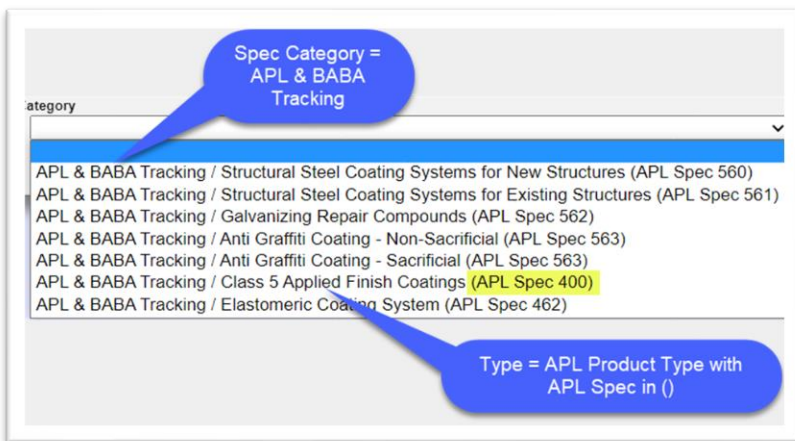 Spec Category =
APL & BABA
Tracking
ategory
APL & BABA Tracking / Structural Steel Coating Systems for New Structures (APL Spec 560)
APL & BABA Tracking / Structural Steel Coating Systems for Existing Structures (APL Spec 561)
APL & BABA Tracking / Galvanizing Repair Compounds (APL Spec 562)
APL & BABA Tracking / Anti Graffiti Coating - Non-Sacrificial (APL Spec 563)
APL & BABA Tracking / Anti Graffiti Coating - Sacrificial (APL Spec 563)
APL & BABA Tracking / Class 5 Applied Finish Coatings (APL Spec 400)
APL & BABA Tracking / Elastomeric Coating System (APL Spec 462)
Type = APL Product Type with
APL Spec in ()